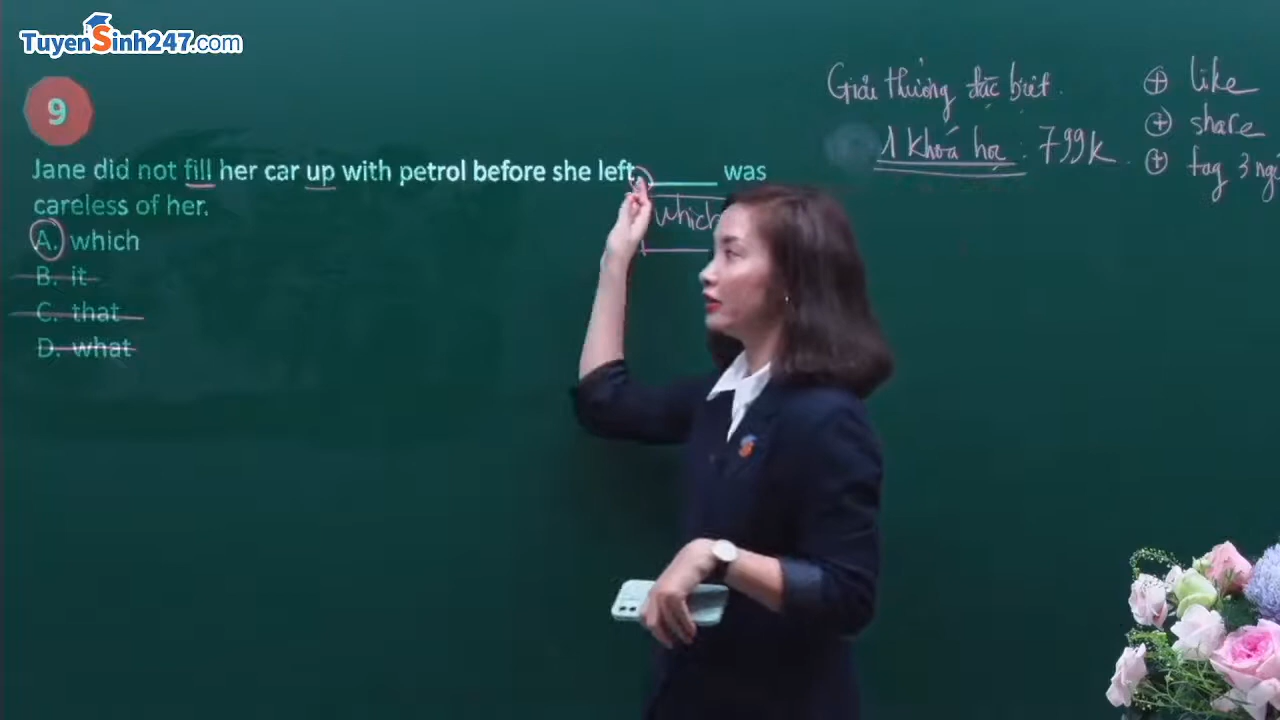 TuyenSinh247.com
9
Jane did not fill her car up with petrol before she left, ______ was
careless of her.
A. which
B. it
C. that
D. what
which
Giải thưởng đặc biệt.
1 khoá học : 799k.
+ like
+ share
+ tag 3